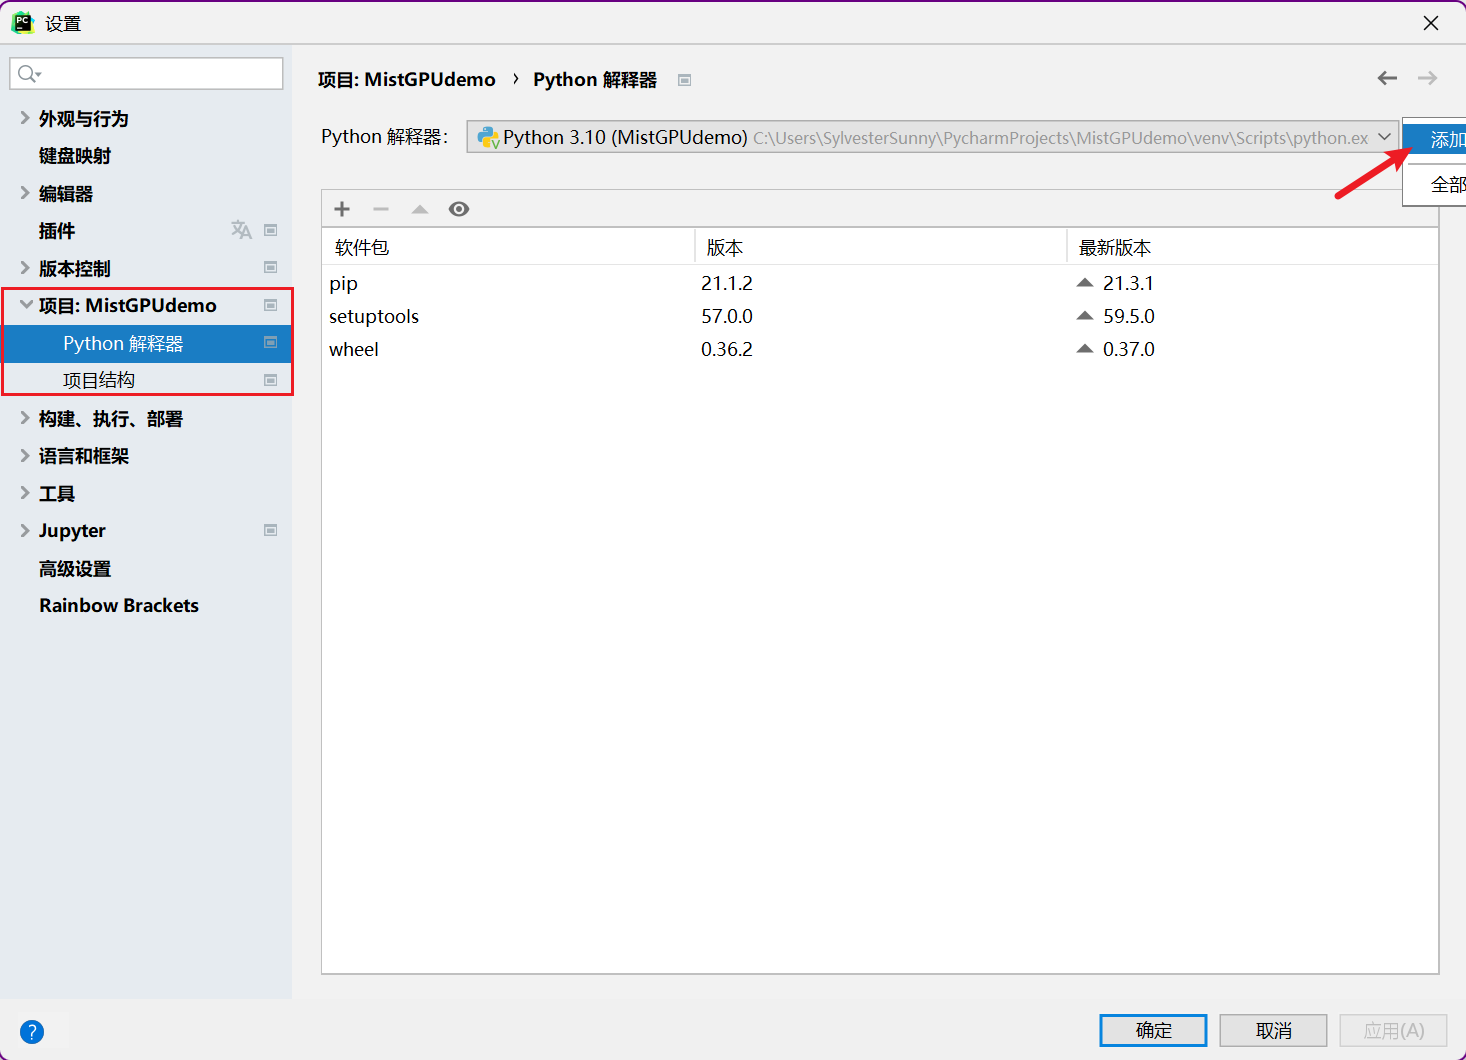 设置
项目: MistGPUdemo › Python 解释器
Python 解释器: Python 3.10 (MistGPUdemo) C:\Users\SylvesterSunny\PycharmProjects\MistGPUdemo\venv\Scripts\python.ex
添加
全部
外观与行为
键盘映射
编辑器
插件
版本控制
项目: MistGPUdemo
Python 解释器
项目结构
构建、执行、部署
语言和框架
工具
Jupyter
高级设置
Rainbow Brackets
软件包 版本 最新版本
pip 21.1.2 21.3.1
setuptools 57.0.0 59.5.0
wheel 0.36.2 0.37.0
确定 取消 应用(A)